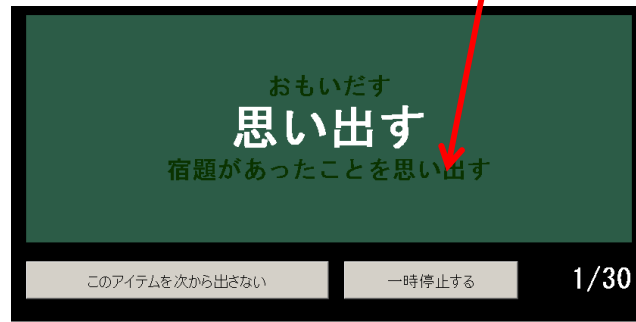 おもいだす
思い出す
宿題があったことを思い出す
このアイテムを次から出さない
一時停止する
1/30